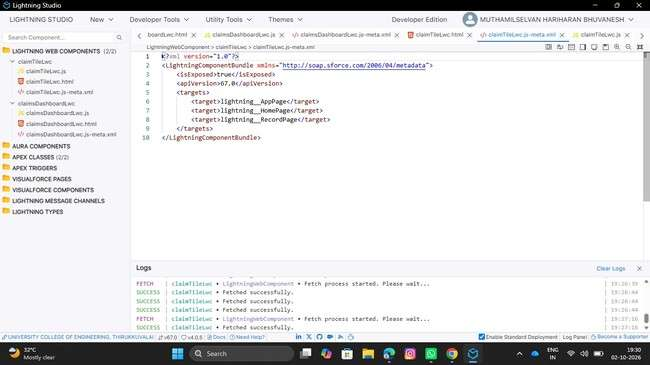 Lightning Studio
LIGHTNING STUDIO New Developer Tools Utility Tools Themes Developer Edition MUTHAMILSELVAN HARIHARAN BHUVANESH
Search Component...
LIGHTNING WEB COMPONENTS (2/2)
claimTileLwc
claimTileLwc.js
claimTileLwc.html
claimTileLwc.js-meta.xml
claimsDashboardLwc
claimsDashboardLwc.js
claimsDashboardLwc.html
claimsDashboardLwc.js-meta.xml
AURA COMPONENTS
APEX CLASSES (2/2)
APEX TRIGGERS
VISUALFORCE PAGES
VISUALFORCE COMPONENTS
LIGHTNING MESSAGE CHANNELS
LIGHTNING TYPES
boardLwc.html claimsDashboardLwc.js claimsDashboardLwc.js-meta.xml claimTileLwc.html claimTileLwc.js-meta.xml claimTileLwc.js
LightningWebComponent > claimTileLwc > claimTileLwc.js-meta.xml
1 <?xml version="1.0"?>
2 <LightningComponentBundle xmlns="http://soap.sforce.com/2006/04/metadata">
3 <isExposed>true</isExposed>
4 <apiVersion>67.0</apiVersion>
5 <targets>
6 <target>lightning__AppPage</target>
7 <target>lightning__HomePage</target>
8 <target>lightning__RecordPage</target>
9 </targets>
10 </LightningComponentBundle>
Logs Clear Logs
FETCH | claimTileLwc • LightningWebComponent • Fetch process started. Please wait... | 19:26:39
SUCCESS | claimTileLwc • Fetched successfully. | 19:26:44
SUCCESS | claimTileLwc • Fetched successfully. | 19:26:44
SUCCESS | claimTileLwc • Fetched successfully. | 19:26:44
FETCH | claimTileLwc • LightningWebComponent • Fetch process started. Please wait... | 19:27:16
SUCCESS | claimTileLwc • Fetched successfully. | 19:27:16
UNIVERSITY COLLEGE OF ENGINEERING, THIRUKKUVALAI v67.0 v4.0.5 Docs Need Help? Enable Standard Deployment Log Panel Become a Supporter
32°C
Mostly clear
Search
ENG
IN
19:30
02-10-2026